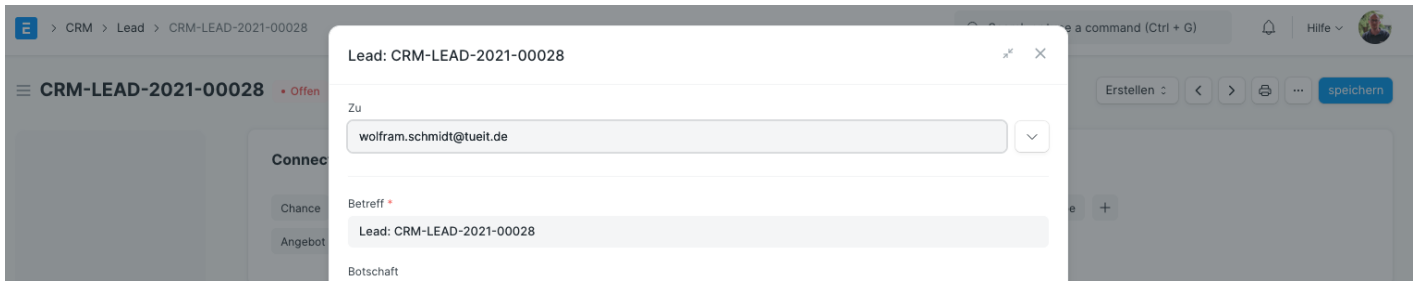 E > CRM > Lead > CRM-LEAD-2021-00028
a command (Ctrl + G)
Hilfe
Lead: CRM-LEAD-2021-00028
CRM-LEAD-2021-00028 • Offen
Erstellen
speichern
Zu
wolfram.schmidt@tueit.de
Chance
Angebot
Betreff *
Lead: CRM-LEAD-2021-00028
Botschaft